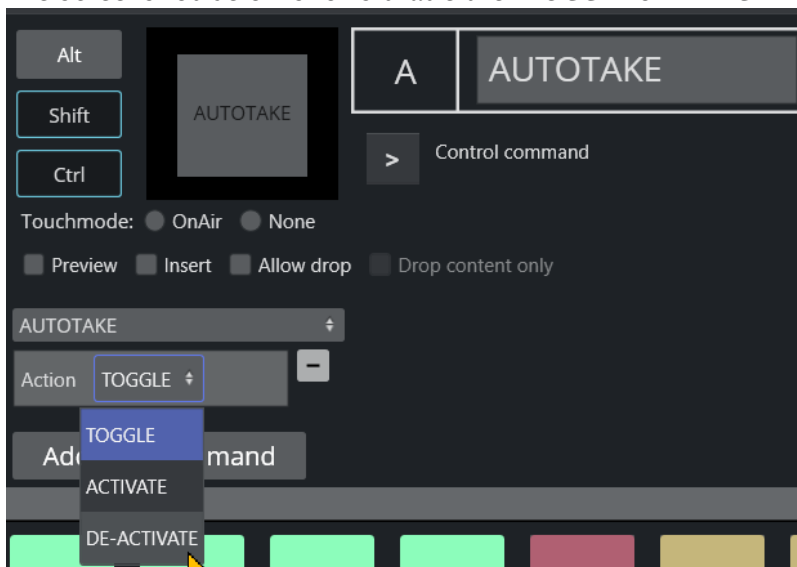 Alt
Shift
Ctrl
AUTOTAKE
A
AUTOTAKE
>
Control command
Touchmode: OnAir None
Preview Insert Allow drop Drop content only
AUTOTAKE
Action TOGGLE −
TOGGLE
mand
ACTIVATE
DE-ACTIVATE